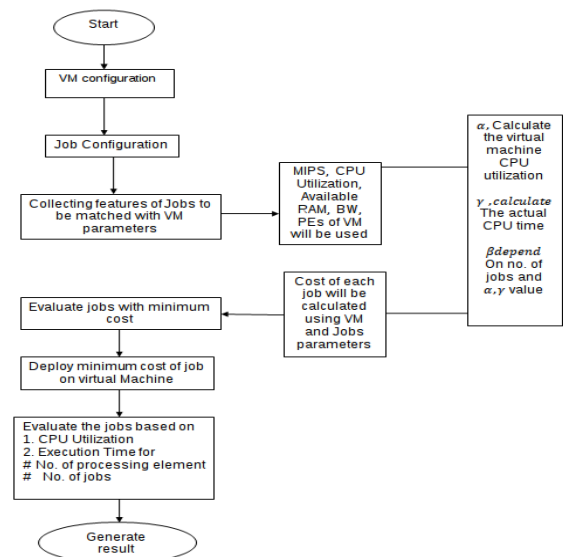 Start
VM configuration
Job Configuration
Collecting features of Jobs to
be matched with VM
parameters
MIPS, CPU
Utilization,
Available
RAM, BW,
PEs of VM
will be used
α, Calculate
the virtual
machine
CPU
utilization
γ ,calculate
The actual
CPU time
βdepend
On no. of
jobs and
α,γ value
Cost of each
job will be
calculated
using VM
and Jobs
parameters
Evaluate jobs with minimum
cost
Deploy minimum cost of job
on virtual Machine
Evaluate the jobs based on
1. CPU Utilization
2. Execution Time for
# No. of processing element
# No. of jobs
Generate
result